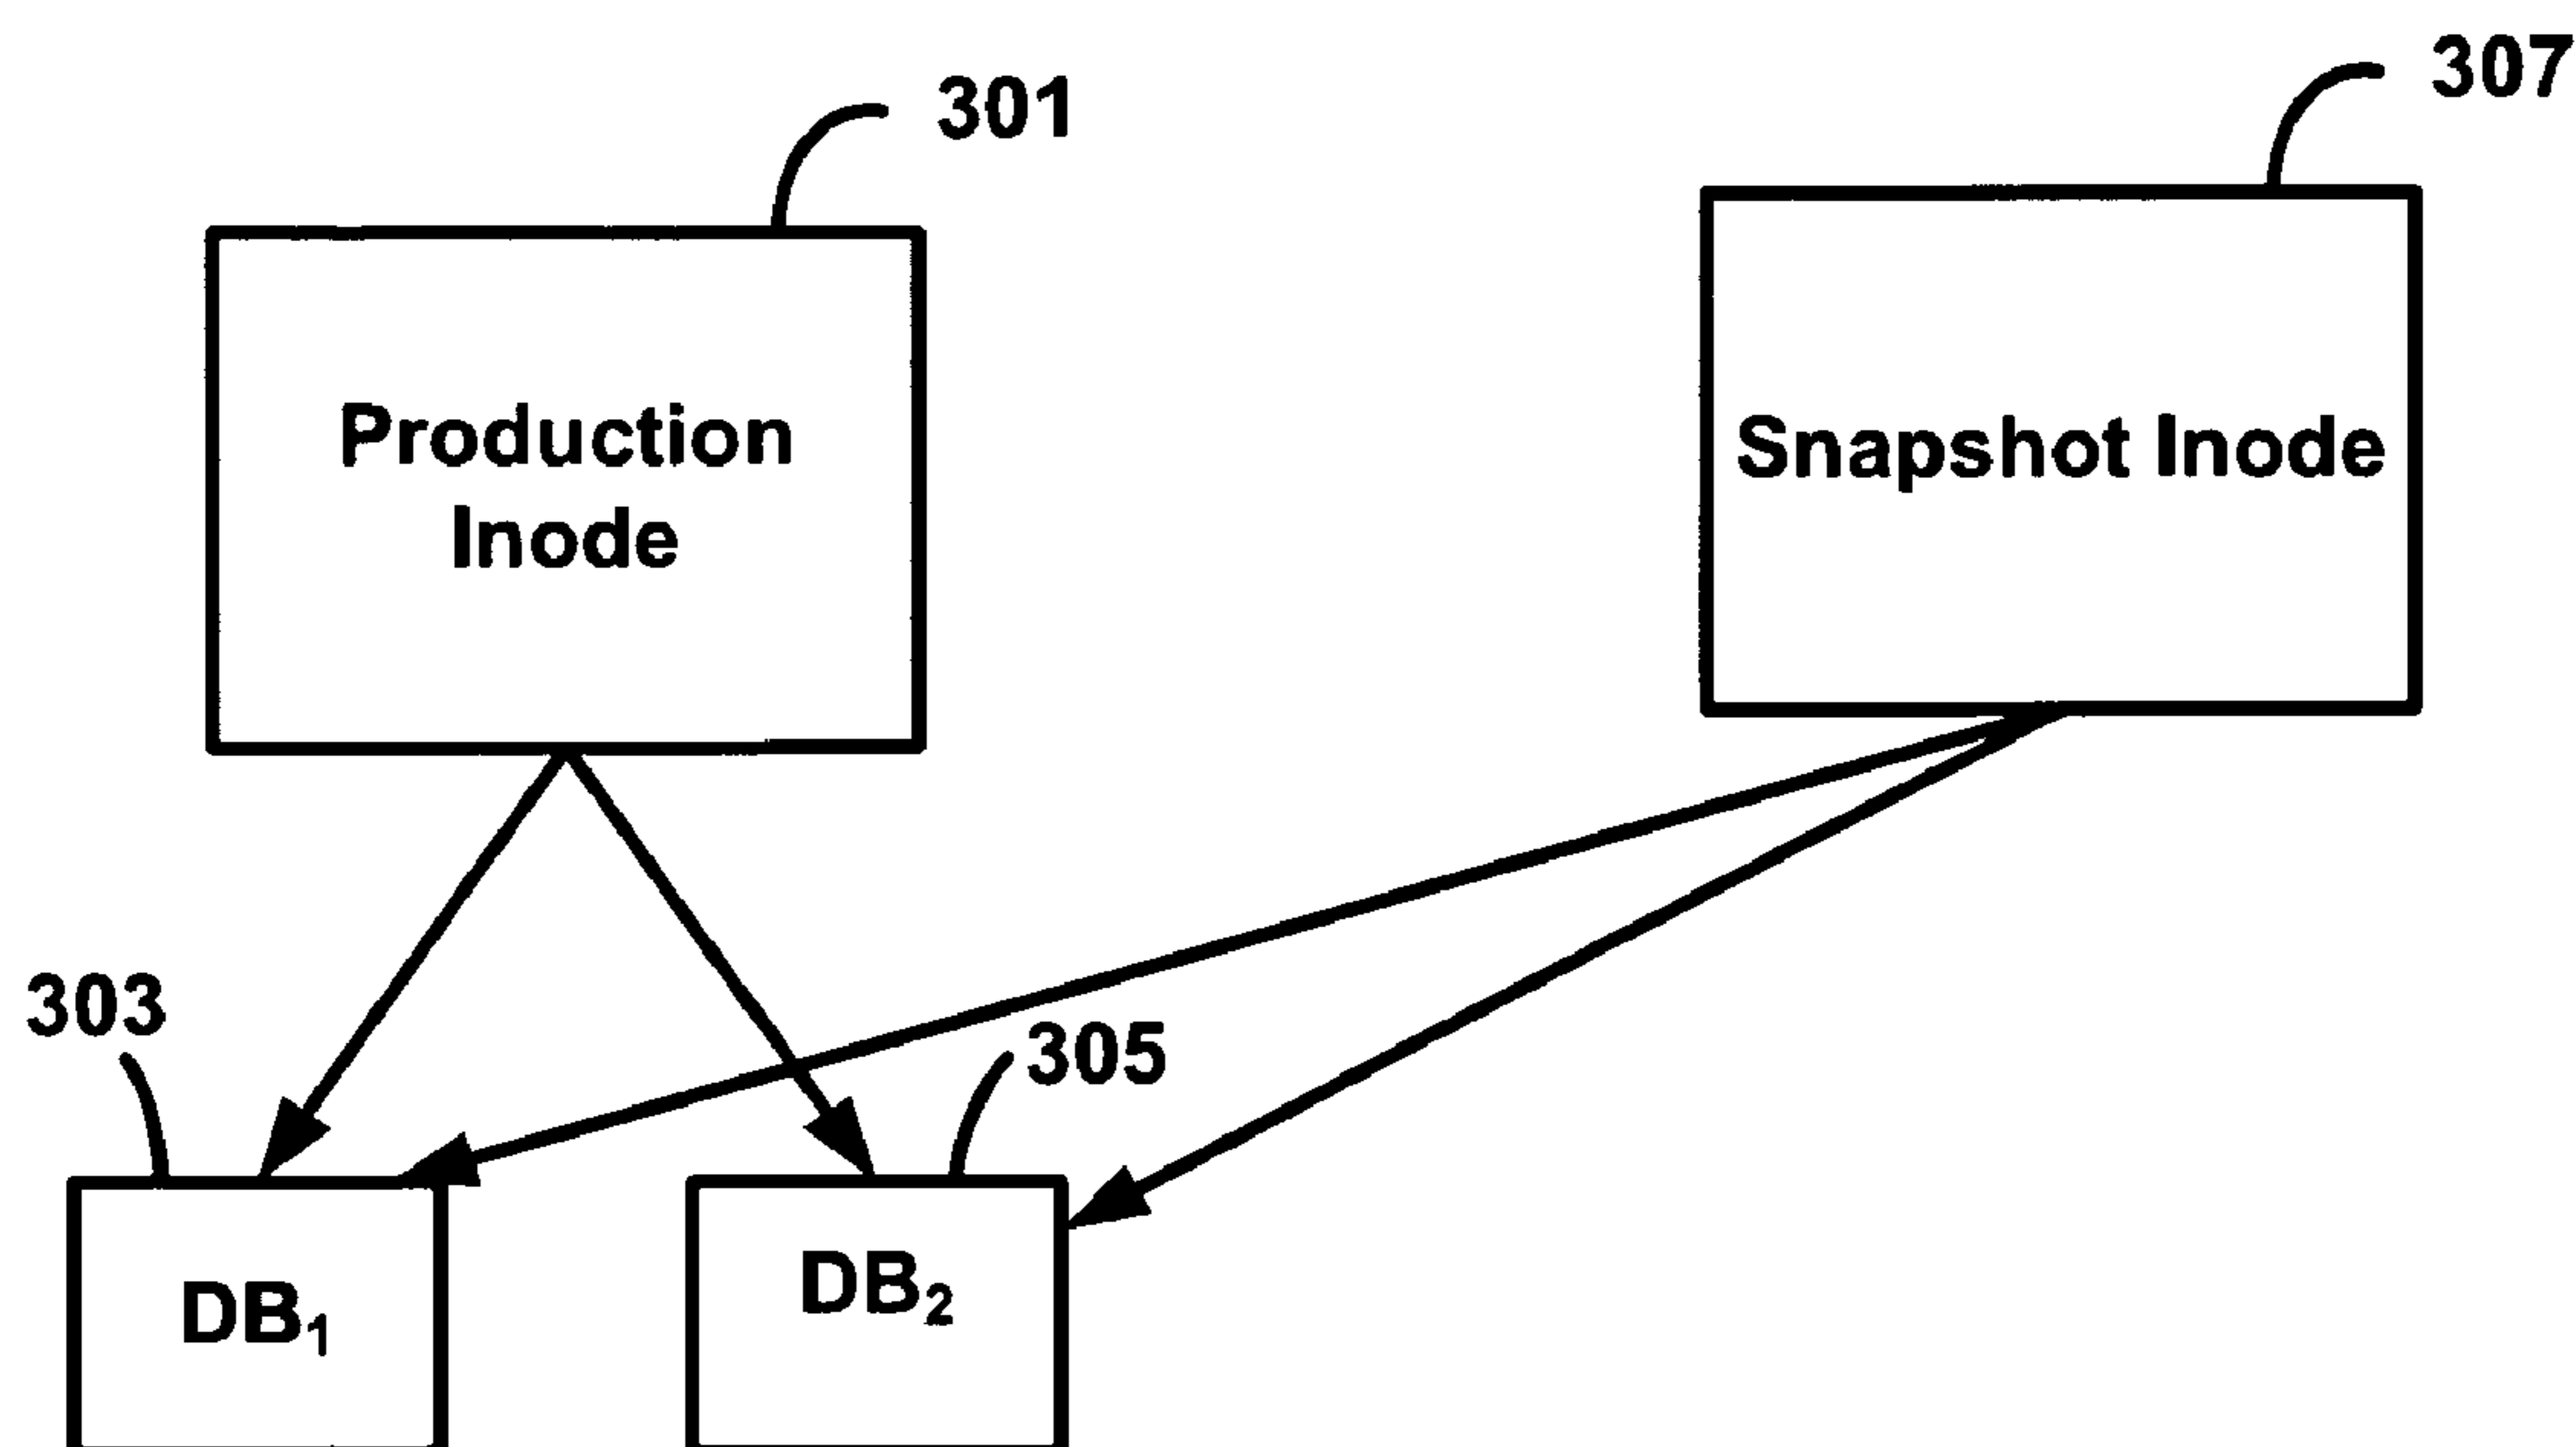 301
307
Production
Inode
Snapshot Inode
303
305
DB₁
DB₂